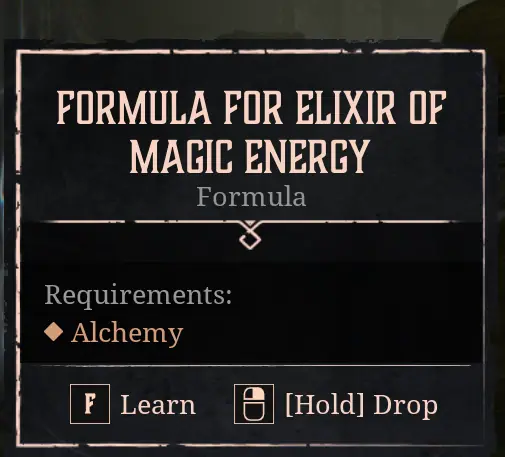 FORMULA FOR ELIXIR OF
MAGIC ENERGY
Formula
Requirements:
Alchemy
F Learn [Hold] Drop